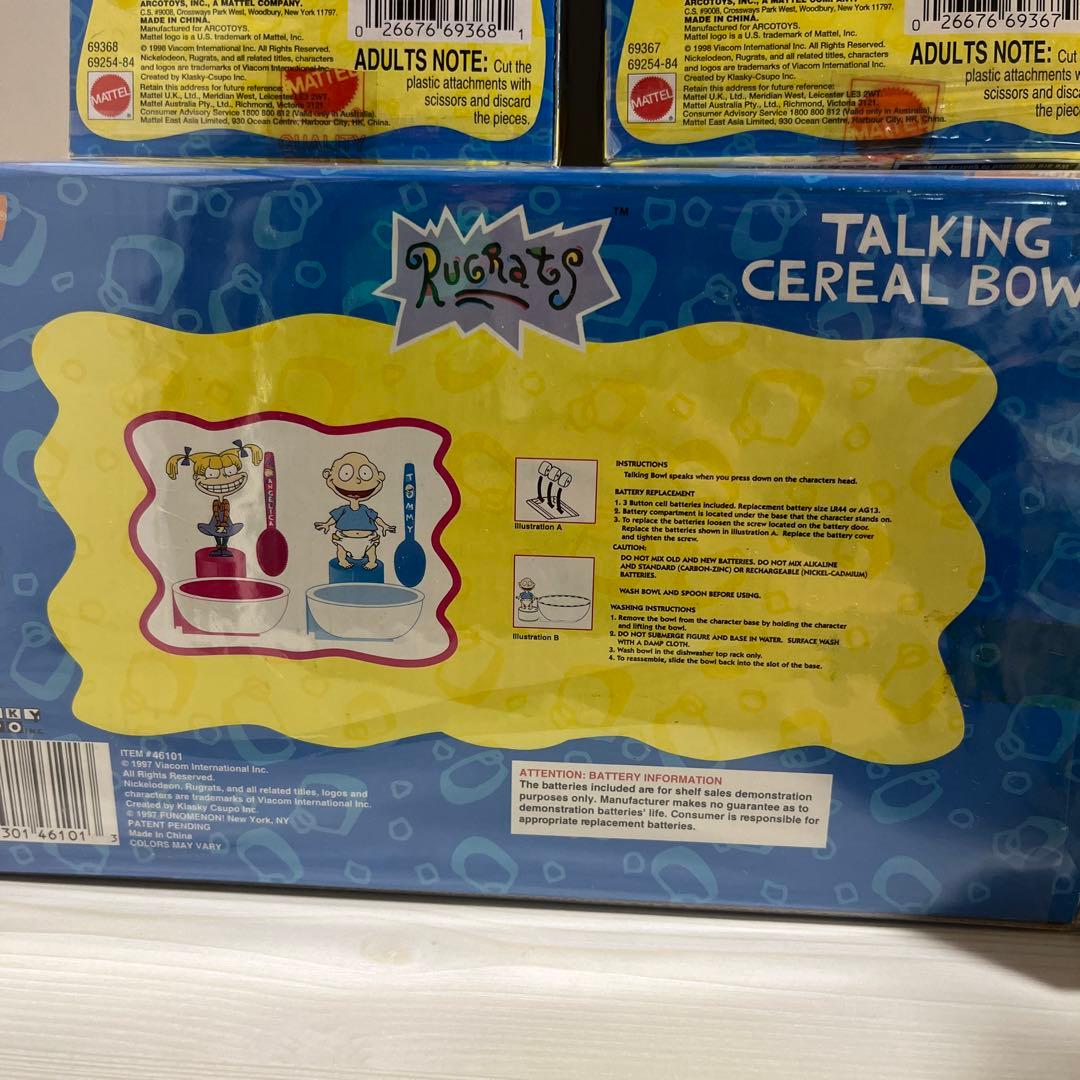 ARCOTOYS, INC., A MATTEL COMPANY.
C.S. #9008, Crossways Park West, Woodbury, New York 11797.
MADE IN CHINA.
Manufactured for ARCOTOYS.
Mattel logo is a U.S. trademark of Mattel, Inc.
69368
69254-84
© 1998 Viacom International Inc. All Rights Reserved.
Nickelodeon, Rugrats, and all related titles, characters
and logos are trademarks of Viacom International Inc.
Created by Klasky-Csupo Inc.
Retain this address for future reference:
Mattel U.K., Ltd., Meridian West, Leicester LE3 2WT.
Mattel Australia Pty., Ltd., Richmond, Victoria 3121.
Consumer Advisory Service 1800 800 812 (Valid only in Australia).
Mattel East Asia Limited, 930 Ocean Centre, Harbour City, HK, China.
MATTEL
MATTEL
QUALITY
0 26676 69368 1
ADULTS NOTE: Cut the
plastic attachments with
scissors and discard
the pieces.
ARCOTOYS, INC., A MATTEL
C.S. #9008, Crossways Park West, Woodbury, New York 11797.
MADE IN CHINA.
Manufactured for ARCOTOYS.
Mattel logo is a U.S. trademark of Mattel, Inc.
69367
69254-84
© 1998 Viacom International Inc. All Rights Reserved.
Nickelodeon, Rugrats, and all related titles, characters
and logos are trademarks of Viacom International Inc.
Created by Klasky-Csupo Inc.
Retain this address for future reference:
Mattel U.K., Ltd., Meridian West, Leicester LE3 2WT.
Mattel Australia Pty., Ltd., Richmond, Victoria 3121.
Consumer Advisory Service 1800 800 812 (Valid only in Australia).
Mattel East Asia Limited, 930 Ocean Centre, Harbour City, HK, China.
MATTEL
MATTEL
0 26676 69367
ADULTS NOTE: Cut
plastic attachments
scissors and
the
RUGRATS
TM
TALKING
CEREAL BOW
ANGELICA
TOMMY
Illustration A
Illustration B
INSTRUCTIONS
Talking Bowl speaks when you press down on the characters head.
BATTERY REPLACEMENT
1. 3 Button cell batteries included. Replacement battery size LR44 or AG13.
2. Battery compartment is located under the base that the character stands on.
3. To replace the batteries loosen the screw located on the battery door.
Replace the batteries shown in illustration A. Replace the battery cover
and tighten the screw.
CAUTION:
DO NOT MIX OLD AND NEW BATTERIES. DO NOT MIX ALKALINE
AND STANDARD (CARBON-ZINC) OR RECHARGEABLE (NICKEL-CADMIUM)
BATTERIES.
WASH BOWL AND SPOON BEFORE USING.
WASHING INSTRUCTIONS
1. Remove the bowl from the character base by holding the character
and lifting the bowl.
2. DO NOT SUBMERGE FIGURE AND BASE IN WATER. SURFACE WASH
WITH A DAMP CLOTH.
3. Wash bowl in the dishwasher top rack only.
4. To reassemble, slide the bowl back into the slot of the base.
KY
PO INC.
301 46101 3
ITEM #46101
© 1997 Viacom International Inc.
All Rights Reserved.
Nickelodeon, Rugrats, and all related titles, logos and
characters are trademarks of Viacom International Inc.
Created by Klasky Csupo Inc.
© 1997 FUNOMENON! New York, NY
PATENT PENDING
Made in China
COLORS MAY VARY
ATTENTION: BATTERY INFORMATION
The batteries included are for shelf sales demonstration
purposes only. Manufacturer makes no guarantee as to
demonstration batteries' life. Consumer is responsible for
appropriate replacement batteries.